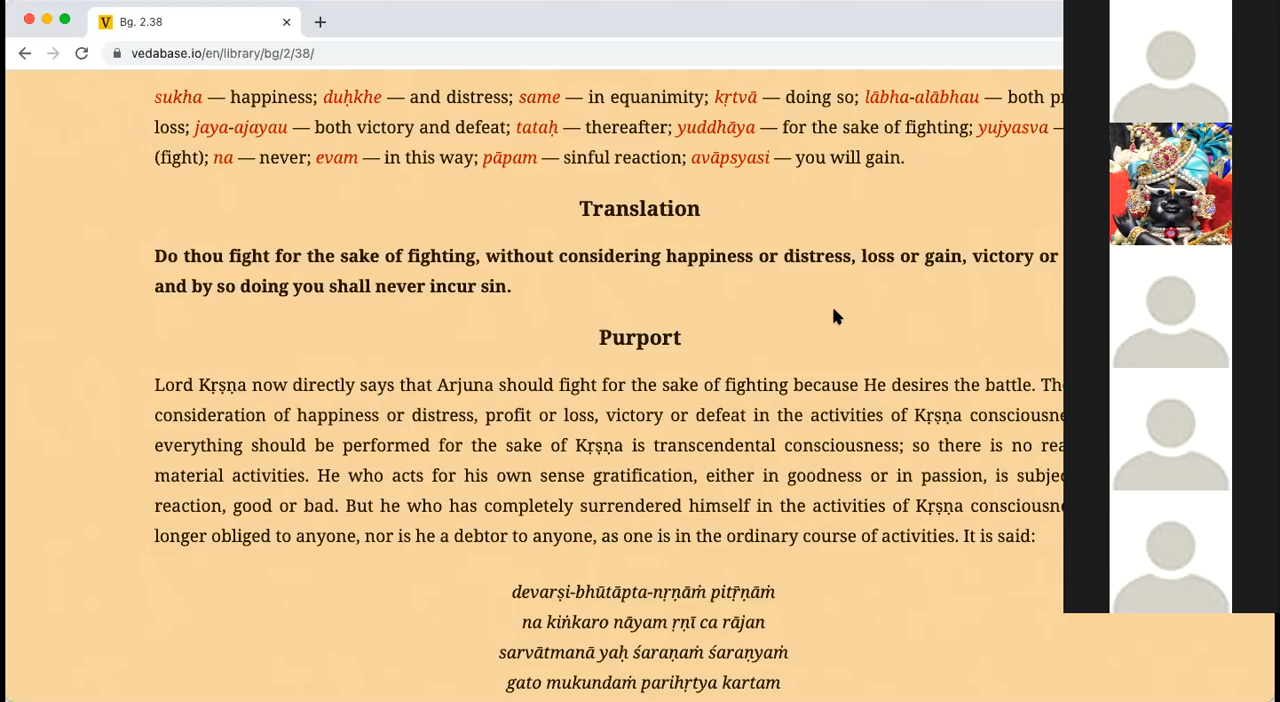 Bg. 2.38
vedabase.io/en/library/bg/2/38/
sukha — happiness; duḥkhe — and distress; same — in equanimity; kṛtvā — doing so; lābha-alābhau — both
loss; jaya-ajayau — both victory and defeat; tataḥ — thereafter; yuddhāya — for the sake of fighting; yujyasva —
(fight); na — never; evam — in this way; pāpam — sinful reaction; avāpsyasi — you will gain.
Translation
Do thou fight for the sake of fighting, without considering happiness or distress, loss or gain, victory or
and by so doing you shall never incur sin.
Purport
Lord Kṛṣṇa now directly says that Arjuna should fight for the sake of fighting because He desires the battle.
consideration of happiness or distress, profit or loss, victory or defeat in the activities of Kṛṣṇa
everything should be performed for the sake of Kṛṣṇa is transcendental consciousness; so there is no
material activities. He who acts for his own sense gratification, either in goodness or in passion, is
reaction, good or bad. But he who has completely surrendered himself in the activities of Kṛṣṇa
longer obliged to anyone, nor is he a debtor to anyone, as one is in the ordinary course of activities. It is said:
devarṣi-bhūtāpta-nṛṇāṁ pitṝṇāṁ
na kiṅkaro nāyam ṛṇī ca rājan
sarvātmanā yaḥ śaraṇaṁ śaraṇyaṁ
gato mukundaṁ parihṛtya kartam